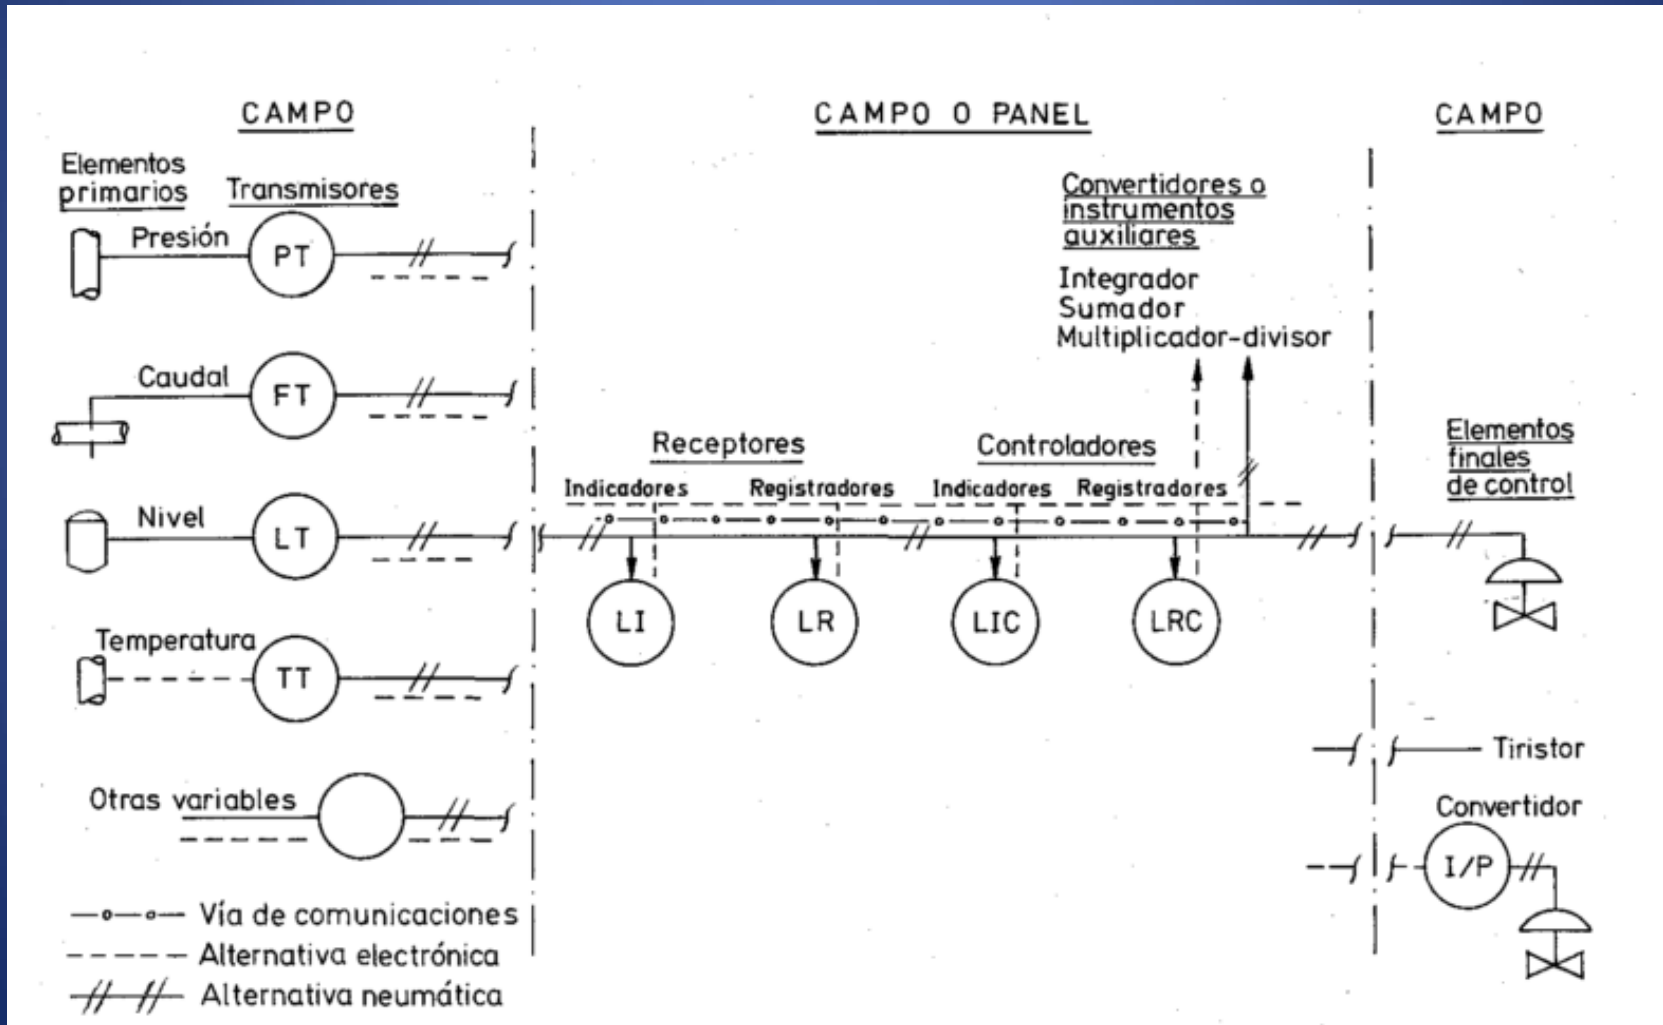 CAMPO
CAMPO O PANEL
CAMPO
Elementos
primarios
Transmisores
Presión
PT
Caudal
FT
Nivel
LT
Temperatura
TT
Otras variables
Convertidores o
instrumentos
auxiliares
Integrador
Sumador
Multiplicador-divisor
Receptores
Controladores
Indicadores
Registradores
Indicadores
Registradores
LI
LR
LIC
LRC
Elementos
finales
de control
Tiristor
Convertidor
I/P
Vía de comunicaciones
Alternativa electrónica
Alternativa neumática